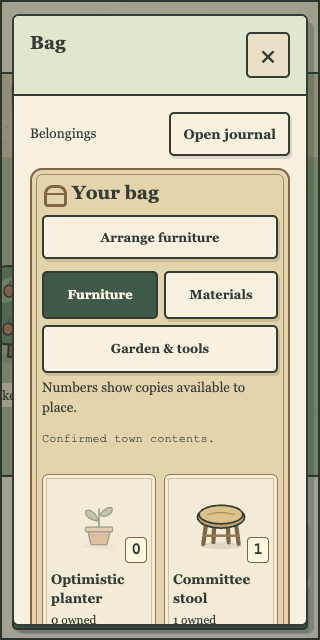 Bag
×
Belongings
Open journal
Your bag
Arrange furniture
Furniture
Materials
Garden & tools
Numbers show copies available to
place.
Confirmed town contents.
0
1
Optimistic
planter
0 owned
Committee
stool
1 owned